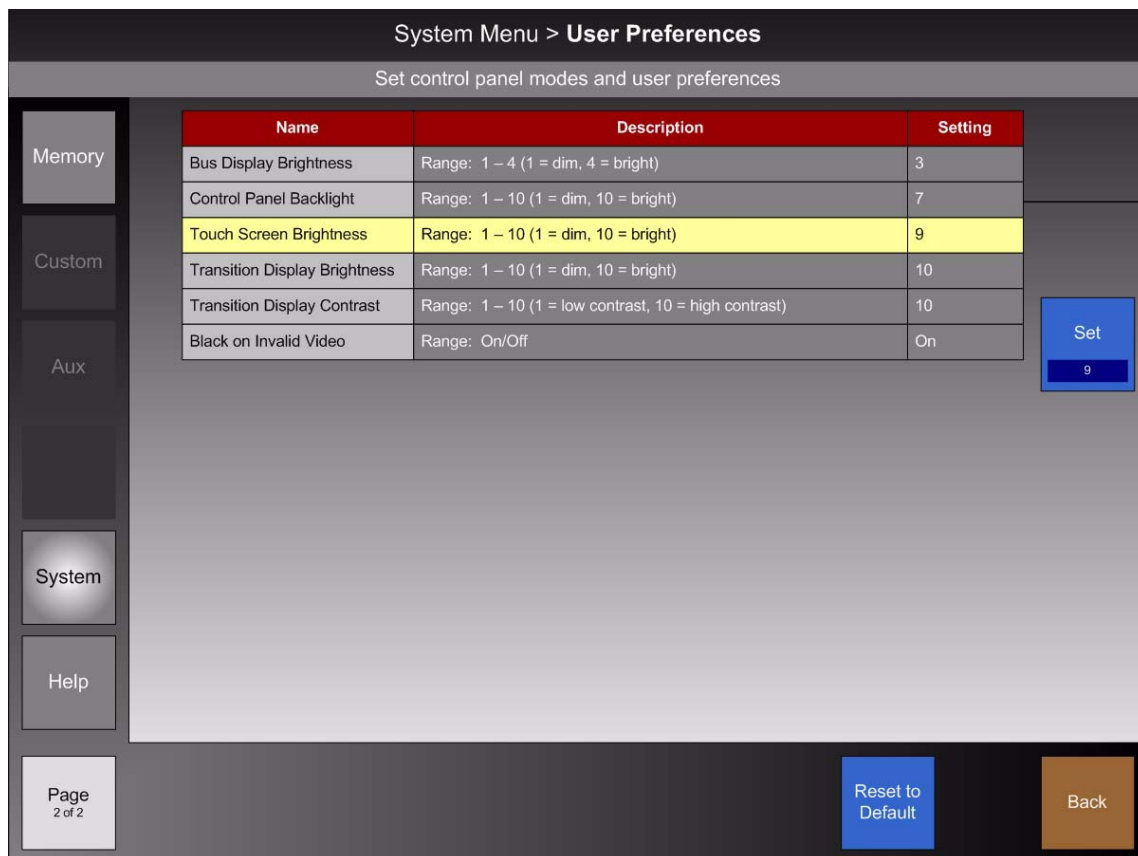 System Menu > User Preferences
Set control panel modes and user preferences
Memory
Custom
Aux
System
Help
Page
2 of 2
Name Description Setting
Bus Display Brightness Range: 1 – 4 (1 = dim, 4 = bright) 3
Control Panel Backlight Range: 1 – 10 (1 = dim, 10 = bright) 7
Touch Screen Brightness Range: 1 – 10 (1 = dim, 10 = bright) 9
Transition Display Brightness Range: 1 – 10 (1 = dim, 10 = bright) 10
Transition Display Contrast Range: 1 – 10 (1 = low contrast, 10 = high contrast) 10
Black on Invalid Video Range: On/Off On
Set
9
Reset to
Default
Back